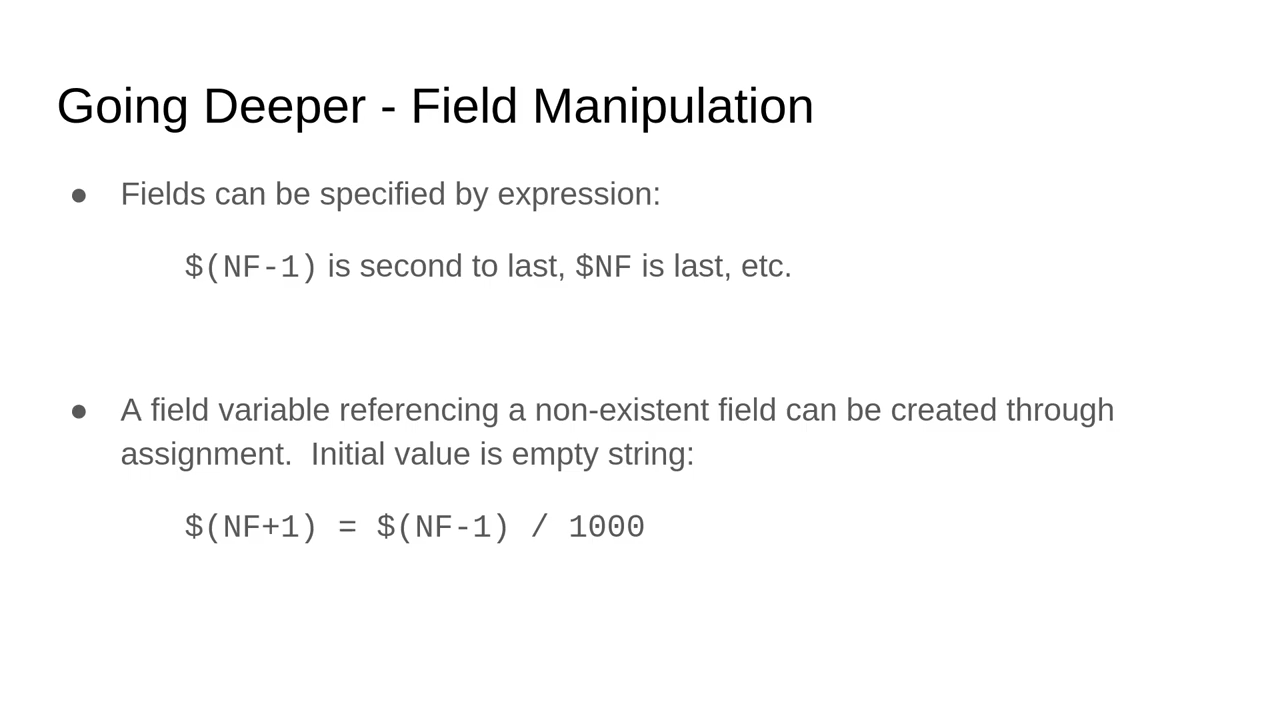 Going Deeper - Field Manipulation
● Fields can be specified by expression:
$(NF-1) is second to last, $NF is last, etc.
● A field variable referencing a non-existent field can be created through
assignment.  Initial value is empty string:
$(NF+1) = $(NF-1) / 1000